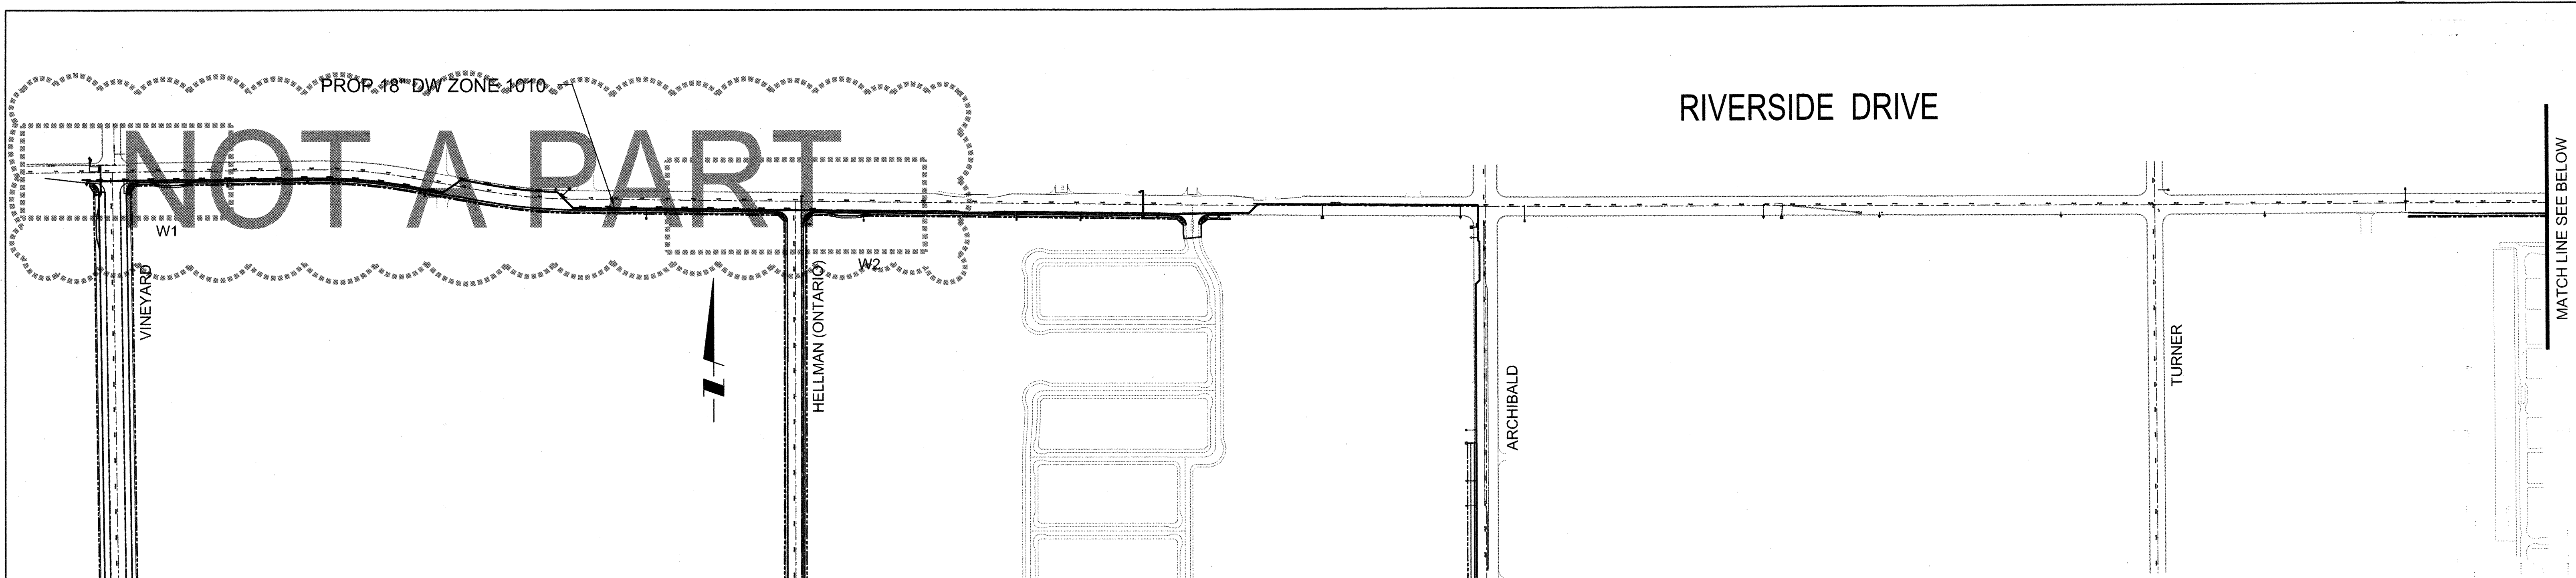 PROP 18" DW ZONE 1010
RIVERSIDE DRIVE
NOT A PART
W1
W2
VINEYARD
HELLMAN (ONTARIO)
N
ARCHIBALD
TURNER
MATCH LINE SEE BELOW